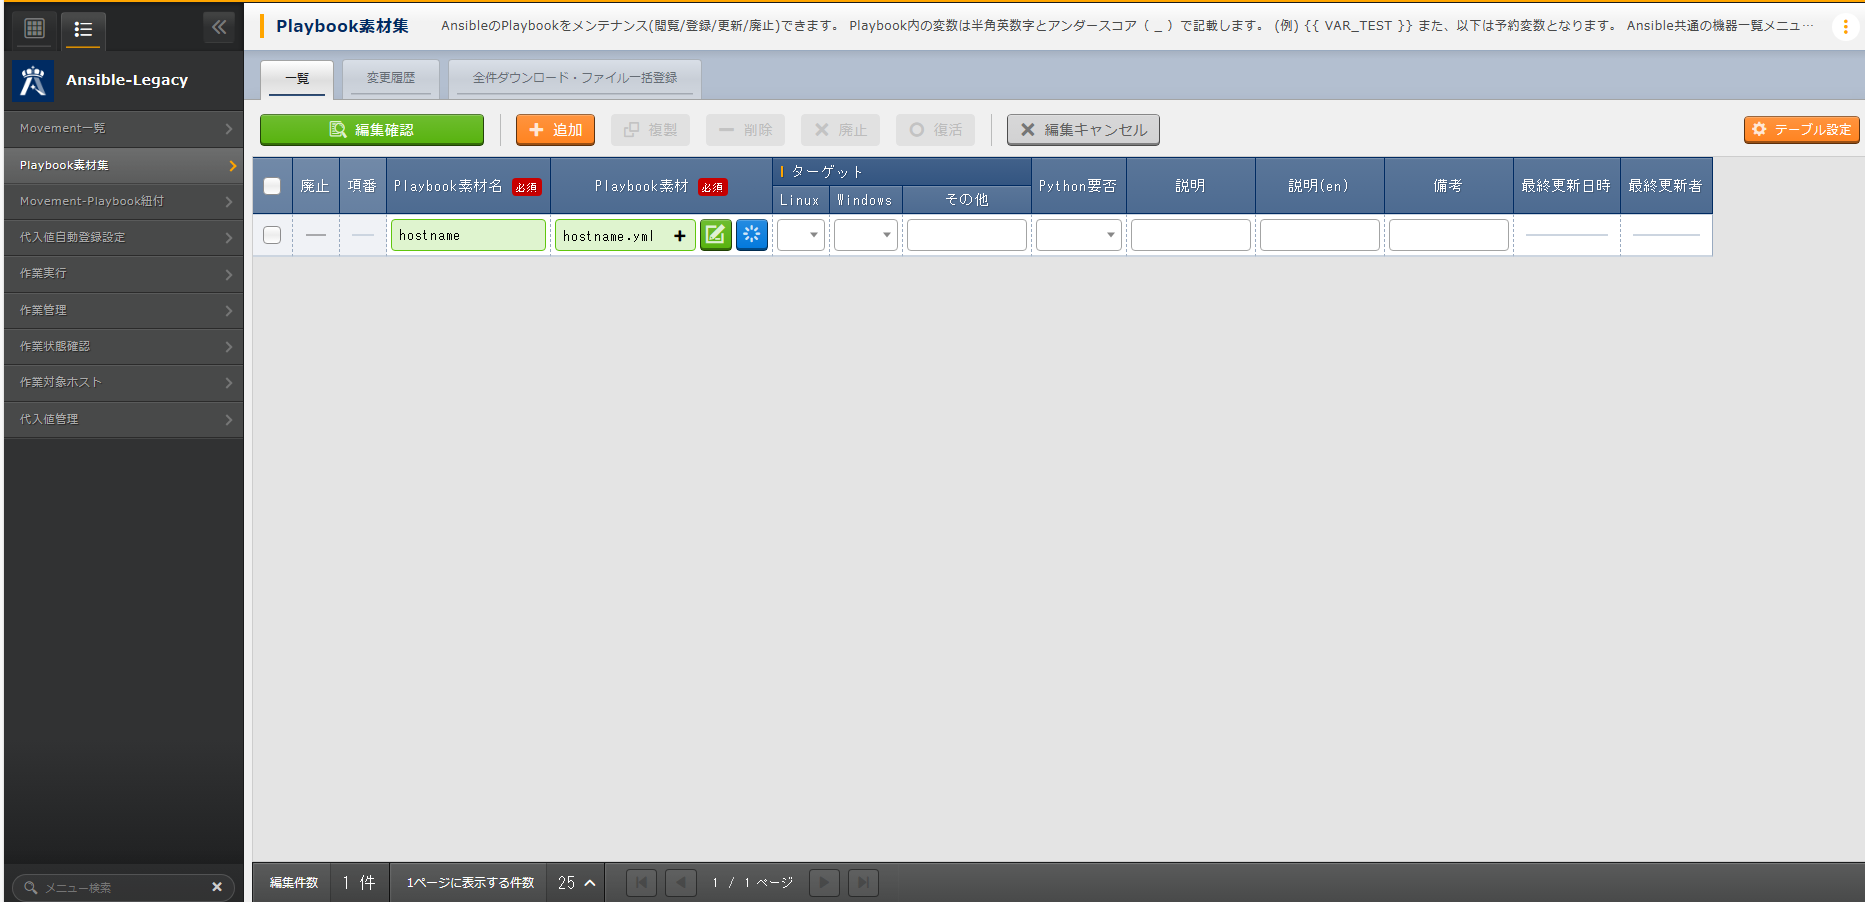 Playbook素材集
AnsibleのPlaybookをメンテナンス(閲覧/登録/更新/廃止)できます。 Playbook内の変数は半角英数字とアンダースコア（ _ ）で記載します。 (例) {{ VAR_TEST }} また、以下は予約変数となります。 Ansible共通の機器一覧メニュ…
Ansible-Legacy
Movement一覧
Playbook素材集
Movement-Playbook紐付
代入値自動登録設定
作業実行
作業管理
作業状態確認
作業対象ホスト
代入値管理
メニュー検索
一覧
変更履歴
全件ダウンロード・ファイル一括登録
編集確認
追加
複製
削除
廃止
復活
編集キャンセル
テーブル設定
廃止
項番
Playbook素材名 必須
Playbook素材 必須
ターゲット
Linux
Windows
その他
Python要否
説明
説明(en)
備考
最終更新日時
最終更新者
hostname
hostname.yml
編集件数
1 件
1ページに表示する件数
25
1 / 1 ページ